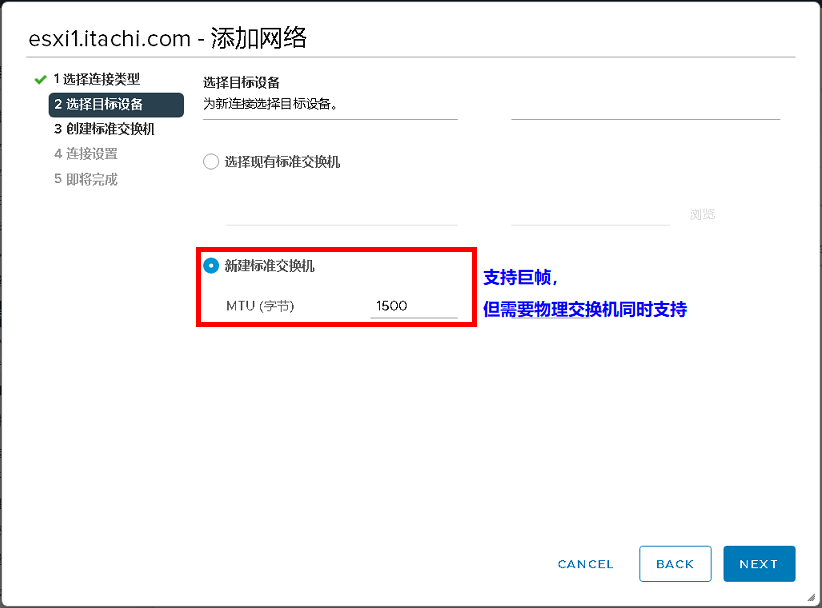 esxi1.itachi.com - 添加网络
1 选择连接类型
2 选择目标设备
3 创建标准交换机
4 连接设置
5 即将完成
选择目标设备
为新连接选择目标设备。
选择现有标准交换机
浏览
新建标准交换机
MTU (字节) 1500
支持巨帧，
但需要物理交换机同时支持
CANCEL BACK NEXT